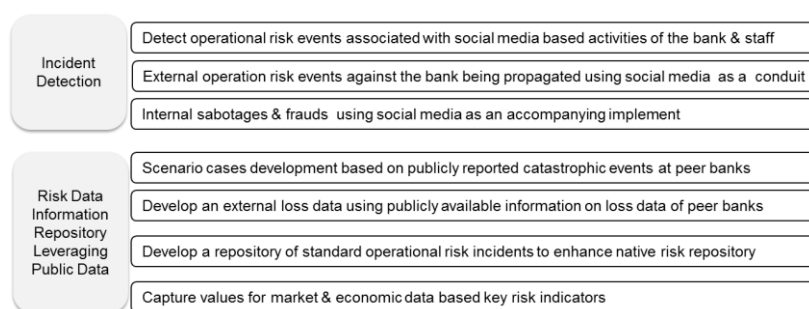 Incident
Detection
Detect operational risk events associated with social media based activities of the bank & staff
External operation risk events against the bank being propagated using social media as a conduit
Internal sabotages & frauds using social media as an accompanying implement
Risk Data
Information
Repository
Leveraging
Public Data
Scenario cases development based on publicly reported catastrophic events at peer banks
Develop an external loss data using publicly available information on loss data of peer banks
Develop a repository of standard operational risk incidents to enhance native risk repository
Capture values for market & economic data based key risk indicators